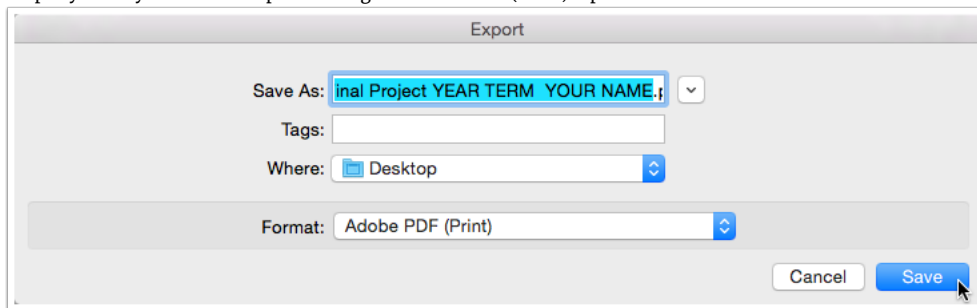 Export
Save As: inal Project YEAR TERM YOUR NAME.p
Tags:
Where: Desktop
Format: Adobe PDF (Print)
Cancel Save